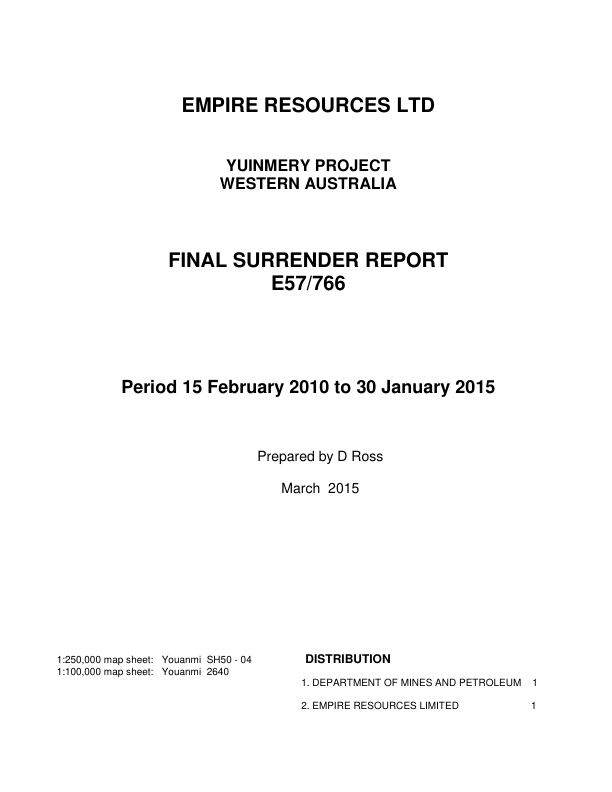 EMPIRE RESOURCES LTD
YUINMERY PROJECT
WESTERN AUSTRALIA
FINAL SURRENDER REPORT
E57/766
Period 15 February 2010 to 30 January 2015
Prepared by D Ross
March 2015
1:250,000 map sheet: Youanmi SH50 - 04
1:100,000 map sheet: Youanmi 2640
DISTRIBUTION
1. DEPARTMENT OF MINES AND PETROLEUM 1
2. EMPIRE RESOURCES LIMITED 1